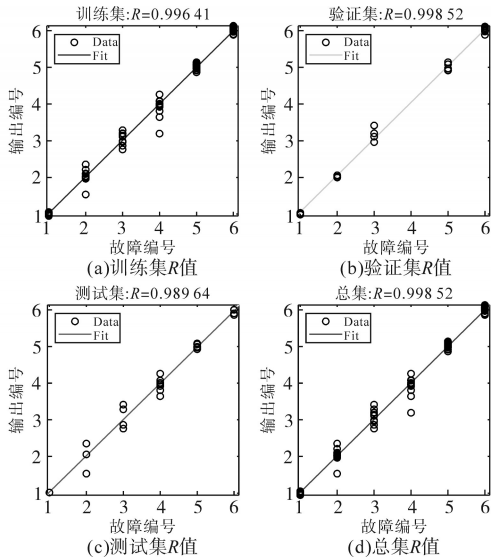 训练集:R=0.996 41
6
5
4
3
2
1
输出编号
Data
Fit
1 2 3 4 5 6
故障编号
(a)训练集R值
验证集:R=0.998 52
6
5
4
3
2
1
输出编号
Data
Fit
1 2 3 4 5 6
故障编号
(b)验证集R值
测试集:R=0.989 64
6
5
4
3
2
1
输出编号
Data
Fit
1 2 3 4 5 6
故障编号
(c)测试集R值
总集:R=0.998 52
6
5
4
3
2
1
输出编号
Data
Fit
1 2 3 4 5 6
故障编号
(d)总集R值